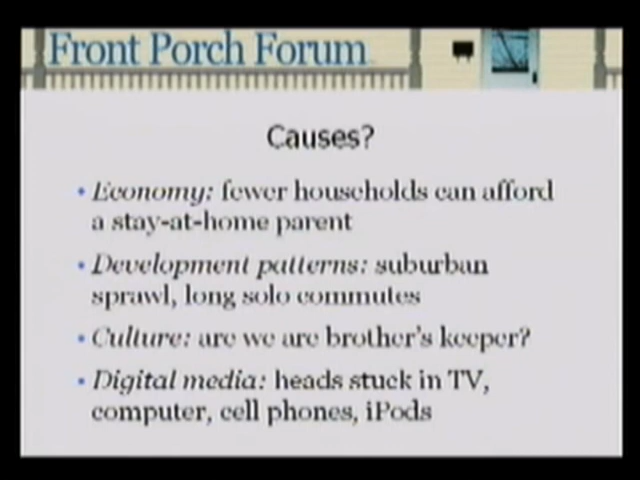 Front Porch Forum
Causes?
• Economy: fewer households can afford
a stay-at-home parent
• Development patterns: suburban
sprawl, long solo commutes
• Culture: are we are brother's keeper?
• Digital media: heads stuck in TV,
computer, cell phones, iPods